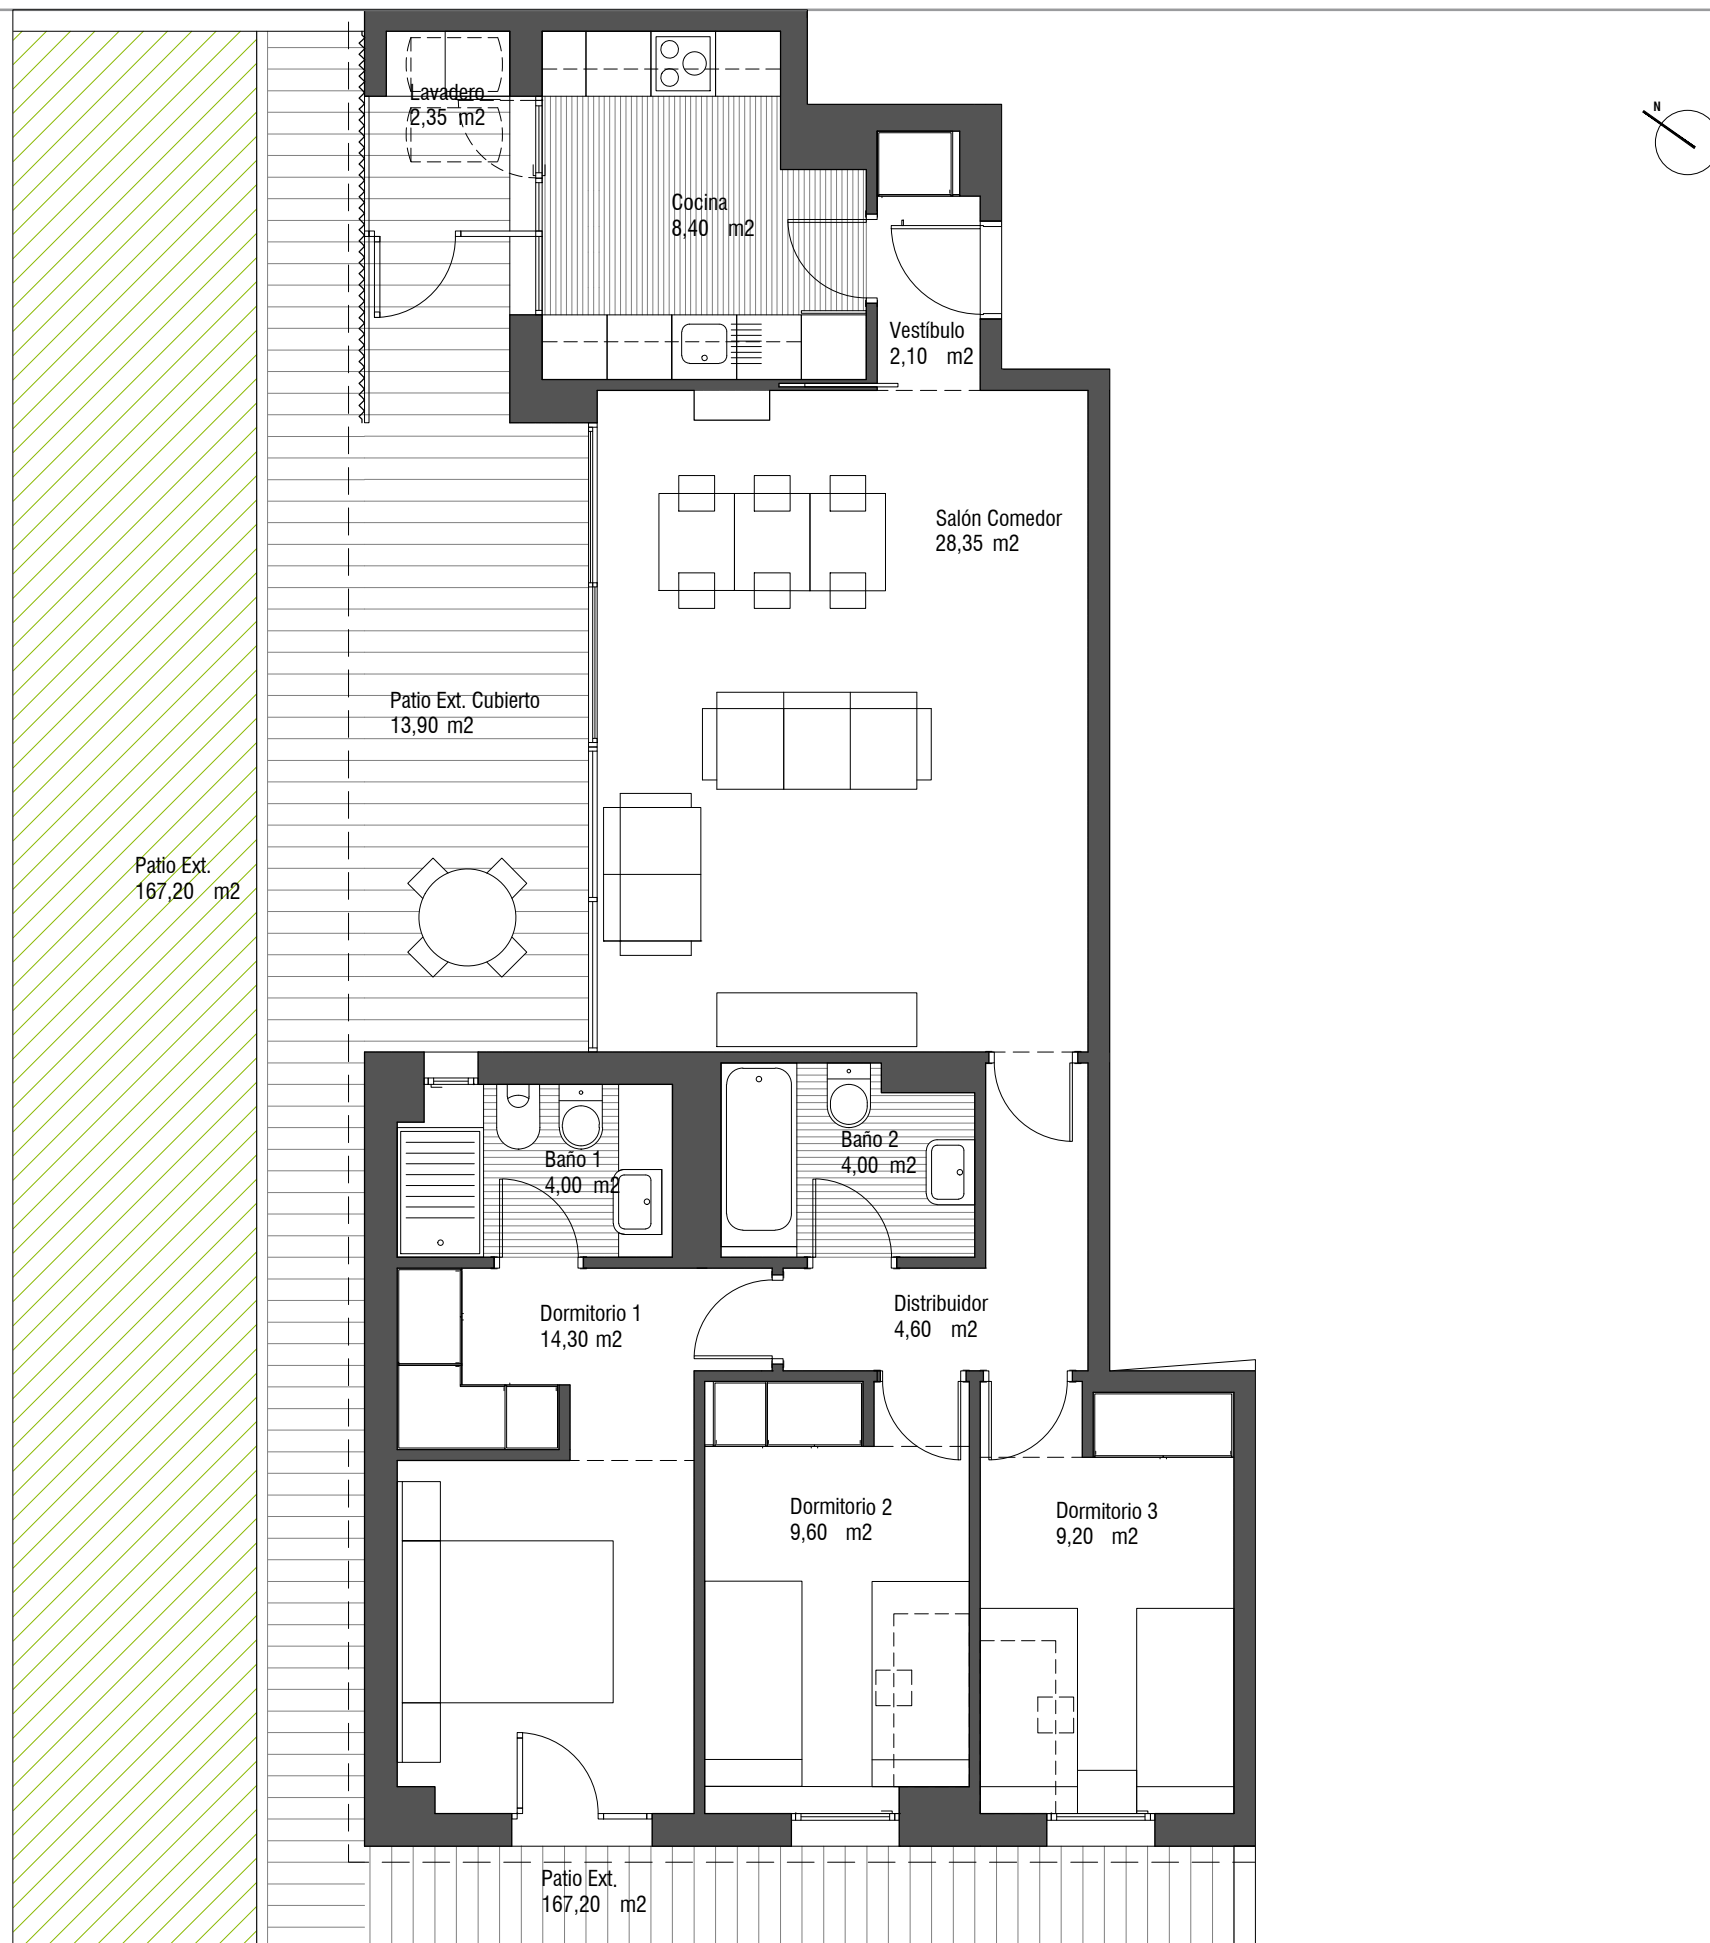 Lavadero
2,35 m2
N
Cocina
8,40 m2
Vestíbulo
2,10 m2
Salón Comedor
28,35 m2
Patio Ext. Cubierto
13,90 m2
Patio Ext.
167,20 m2
Baño 1
4,00 m2
Baño 2
4,00 m2
Dormitorio 1
14,30 m2
Distribuidor
4,60 m2
Dormitorio 2
9,60 m2
Dormitorio 3
9,20 m2
Patio Ext.
167,20 m2